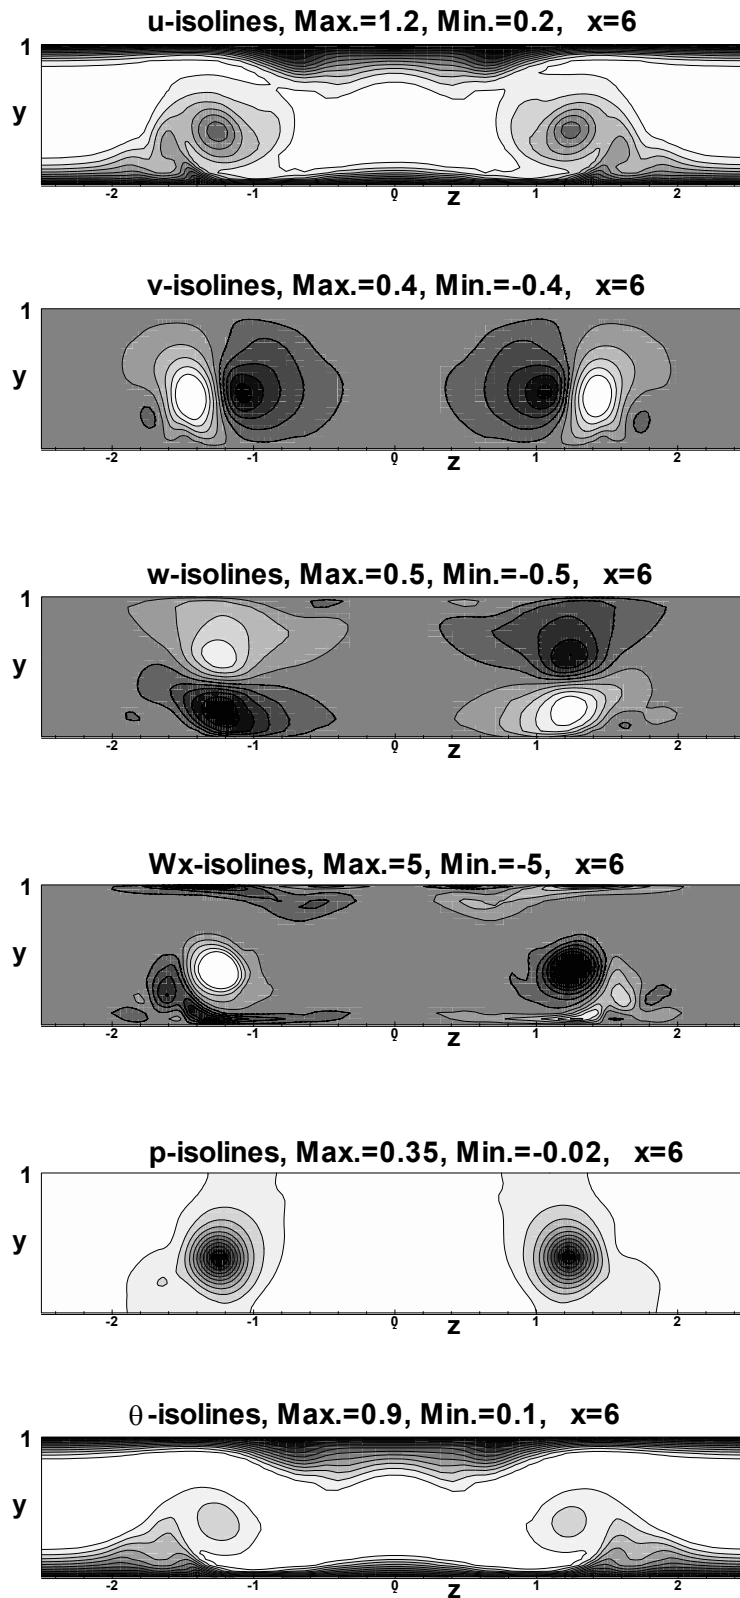 u-isolines, Max.=1.2, Min.=0.2, x=6
1
y
-2 -1 0 1 2
z
v-isolines, Max.=0.4, Min.=-0.4, x=6
1
y
-2 -1 0 1 2
z
w-isolines, Max.=0.5, Min.=-0.5, x=6
1
y
-2 -1 0 1 2
z
Wx-isolines, Max.=5, Min.=-5, x=6
1
y
-2 -1 0 1 2
z
p-isolines, Max.=0.35, Min.=-0.02, x=6
1
y
-2 -1 0 1 2
z
θ-isolines, Max.=0.9, Min.=0.1, x=6
1
y
-2 -1 0 1 2
z